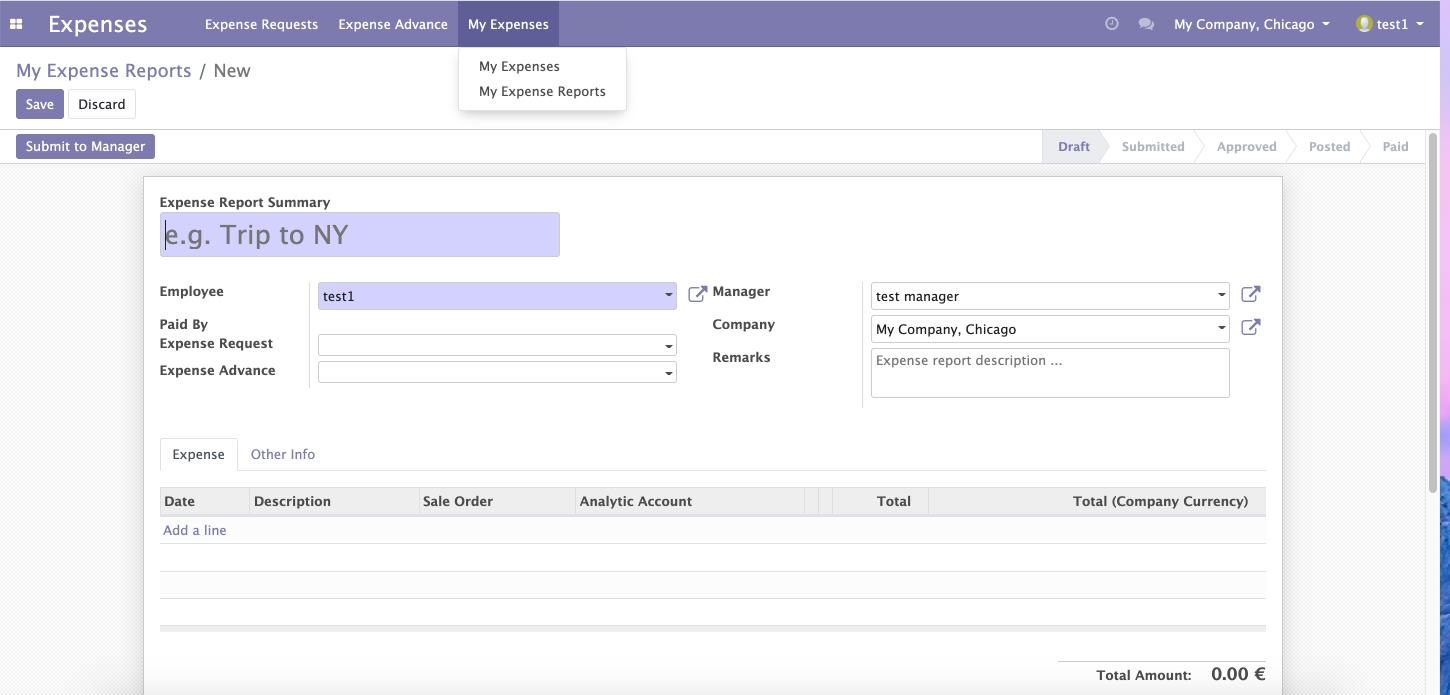 Expenses Expense Requests Expense Advance My Expenses My Company, Chicago test1
My Expenses
My Expense Reports
My Expense Reports / New
Save Discard
Submit to Manager Draft Submitted Approved Posted Paid
Expense Report Summary
e.g. Trip to NY
Employee test1 Manager test manager
Paid By Company My Company, Chicago
Expense Request Remarks Expense report description ...
Expense Advance
Expense Other Info
Date Description Sale Order Analytic Account Total Total (Company Currency)
Add a line
Total Amount: 0.00 €